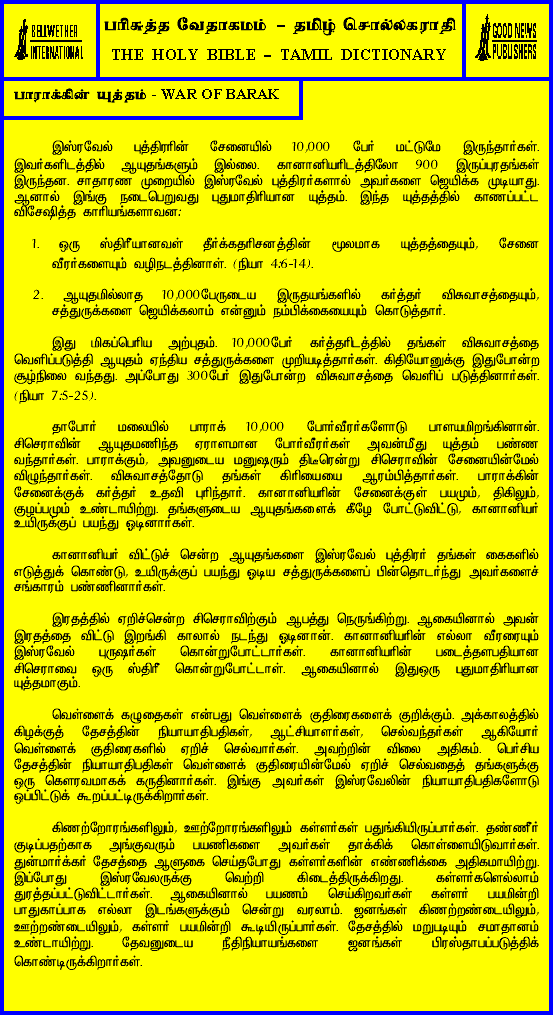 BELLWETHER
INTERNATIONAL
பரிசுத்த வேதாகமம் – தமிழ் சொல்லகராதி
THE HOLY BIBLE – TAMIL DICTIONARY
GOOD NEWS
PUBLISHERS
பாராக்கின் யுத்தம் - WAR OF BARAK
இஸ்ரவேல் புத்திரரின் சேனையில் 10,000 பேர் மட்டுமே இருந்தார்கள்.
இவர்களிடத்தில் ஆயுதங்களும் இல்லை. கானானியரிடத்திலோ 900 இருப்புரதங்கள்
இருந்தன. சாதாரண முறையில் இஸ்ரவேல் புத்திரர்களால் அவர்களை ஜெயிக்க முடியாது.
ஆனால் இங்கு நடைபெறுவது புதுமாதிரியான யுத்தம். இந்த யுத்தத்தில் காணப்பட்ட
விசேஷித்த காரியங்களாவன:
1. ஒரு ஸ்திரீயானவள் தீர்க்கதரிசனத்தின் மூலமாக யுத்தத்தையும், சேனை
வீரர்களையும் வழிநடத்தினாள். (நியா 4:6-14).
2. ஆயுதமில்லாத 10,000பேருடைய இருதயங்களில் கர்த்தர் விசுவாசத்தையும்,
சத்துருக்களை ஜெயிக்கலாம் என்னும் நம்பிக்கையையும் கொடுத்தார்.
இது மிகப்பெரிய அற்புதம். 10,000பேர் கர்த்தரிடத்தில் தங்கள் விசுவாசத்தை
வெளிப்படுத்தி ஆயுதம் ஏந்திய சத்துருக்களை முறியடித்தார்கள். கிதியோனுக்கு இதுபோன்ற
சூழ்நிலை வந்தது. அப்போது 300பேர் இதுபோன்ற விசுவாசத்தை வெளிப் படுத்தினார்கள்.
(நியா 7:5-25).
தாபோர் மலையில் பாராக் 10,000 போர்வீரர்களோடு பாளயமிறங்கினான்.
சிசெராவின் ஆயுதமணிந்த ஏராளமான போர்வீரர்கள் அவன்மீது யுத்தம் பண்ண
வந்தார்கள். பாராக்கும், அவனுடைய மனுஷரும் திடீரென்று சிசெராவின் சேனையின்மேல்
விழுந்தார்கள். விசுவாசத்தோடு தங்கள் கிரியையை ஆரம்பித்தார்கள். பாராக்கின்
சேனைக்குக் கர்த்தர் உதவி புரிந்தார். கானானியரின் சேனைக்குள் பயமும், திகிலும்,
குழப்பமும் உண்டாயிற்று. தங்களுடைய ஆயுதங்களைக் கீழே போட்டுவிட்டு, கானானியர்
உயிருக்குப் பயந்து ஓடினார்கள்.
கானானியர் விட்டுச் சென்ற ஆயுதங்களை இஸ்ரவேல் புத்திரர் தங்கள் கைகளில்
எடுத்துக் கொண்டு, உயிருக்குப் பயந்து ஓடிய சத்துருக்களைப் பின்தொடர்ந்து அவர்களைச்
சங்காரம் பண்ணினார்கள்.
இரதத்தில் ஏறிச்சென்ற சிசெராவிற்கும் ஆபத்து நெருங்கிற்று. ஆகையினால் அவன்
இரதத்தை விட்டு இறங்கி காலால் நடந்து ஓடினான். கானானியரின் எல்லா வீரரையும்
இஸ்ரவேல் புருஷர்கள் கொன்றுபோட்டார்கள். கானானியரின் படைத்தளபதியான
சிசெராவை ஒரு ஸ்திரீ கொன்றுபோட்டாள். ஆகையினால் இதுஒரு புதுமாதிரியான
யுத்தமாகும்.
வெள்ளைக் கழுதைகள் என்பது வெள்ளைக் குதிரைகளைக் குறிக்கும். அக்காலத்தில்
கிழக்குத் தேசத்தின் நியாயாதிபதிகள், ஆட்சியாளர்கள், செல்வந்தர்கள் ஆகியோர்
வெள்ளைக் குதிரைகளில் ஏறிச் செல்வார்கள். அவற்றின் விலை அதிகம். பெர்சிய
தேசத்தின் நியாயாதிபதிகள் வெள்ளைக் குதிரையின்மேல் ஏறிச் செல்வதைத் தங்களுக்கு
ஒரு கௌரவமாகக் கருதினார்கள். இங்கு அவர்கள் இஸ்ரவேலின் நியாயாதிபதிகளோடு
ஒப்பிட்டுக் கூறப்பட்டிருக்கிறார்கள்.
கிணற்றோரங்களிலும், ஊற்றோரங்களிலும் கள்ளர்கள் பதுங்கியிருப்பார்கள். தண்ணீர்
குடிப்பதற்காக அங்குவரும் பயணிகளை அவர்கள் தாக்கிக் கொள்ளையிடுவார்கள்.
துன்மார்க்கர் தேசத்தை ஆளுகை செய்தபோது கள்ளர்களின் எண்ணிக்கை அதிகமாயிற்று.
இப்போது இஸ்ரவேலருக்கு வெற்றி கிடைத்திருக்கிறது. கள்ளர்களெல்லாம்
துரத்தப்பட்டுவிட்டார்கள். ஆகையினால் பயணம் செய்கிறவர்கள் கள்ளர் பயமின்றி
பாதுகாப்பாக எல்லா இடங்களுக்கும் சென்று வரலாம். ஜனங்கள் கிணற்றண்டையிலும்,
ஊற்றண்டையிலும், கள்ளர் பயமின்றி கூடியிருப்பார்கள். தேசத்தில் மறுபடியும் சமாதானம்
உண்டாயிற்று. தேவனுடைய நீதிநியாயங்களை ஜனங்கள் பிரஸ்தாபப்படுத்திக்
கொண்டிருக்கிறார்கள்.